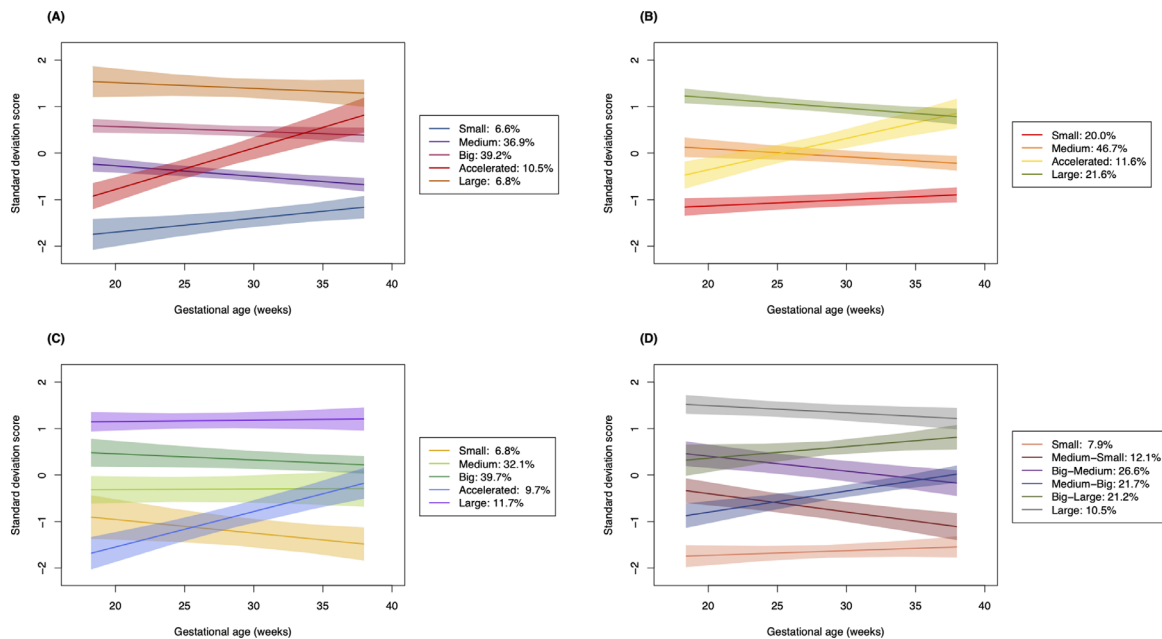 (A)
Standard deviation score
2
1
0
−1
−2
20 25 30 35 40
Gestational age (weeks)
Small: 6.6%
Medium: 36.9%
Big: 39.2%
Accelerated: 10.5%
Large: 6.8%
(B)
Standard deviation score
2
1
0
−1
−2
20 25 30 35 40
Gestational age (weeks)
Small: 20.0%
Medium: 46.7%
Accelerated: 11.6%
Large: 21.6%
(C)
Standard deviation score
2
1
0
−1
−2
20 25 30 35 40
Gestational age (weeks)
Small: 6.8%
Medium: 32.1%
Big: 39.7%
Accelerated: 9.7%
Large: 11.7%
(D)
Standard deviation score
2
1
0
−1
−2
20 25 30 35 40
Gestational age (weeks)
Small: 7.9%
Medium−Small: 12.1%
Big−Medium: 26.6%
Medium−Big: 21.7%
Big−Large: 21.2%
Large: 10.5%